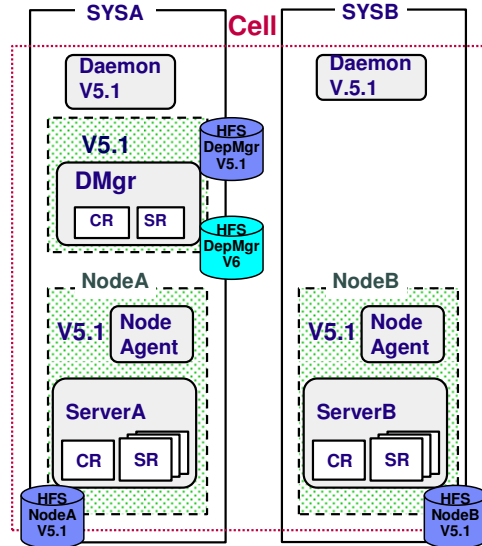 SYSA
SYSB
Cell
Daemon
V5.1
Daemon
V.5.1
V5.1
HFS
DepMgr
V5.1
DMgr
CR
SR
HFS
DepMgr
V6
NodeA
NodeB
V5.1
Node
Agent
V5.1
Node
Agent
ServerA
CR
SR
ServerB
CR
SR
HFS
NodeA
V5.1
HFS
NodeB
V5.1